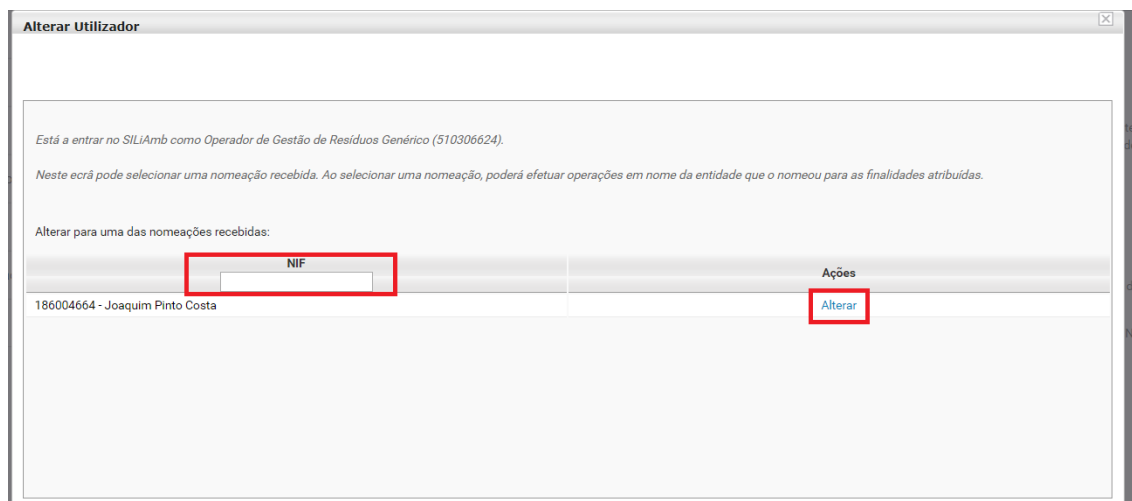 Alterar Utilizador
Está a entrar no SILiAmb como Operador de Gestão de Resíduos Genérico (510306624).
Neste ecrã pode selecionar uma nomeação recebida. Ao selecionar uma nomeação, poderá efetuar operações em nome da entidade que o nomeou para as finalidades atribuídas.
Alterar para uma das nomeações recebidas:
NIF
Ações
186004664 - Joaquim Pinto Costa
Alterar